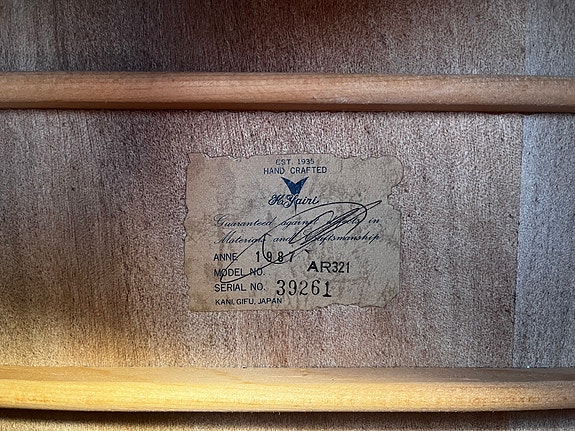 EST. 1935
HAND CRAFTED
K.Yairi
Guaranteed against defects in
Material and Craftsmanship
ANNE 1987
MODEL NO. AR321
SERIAL NO. 39261
KANI, GIFU, JAPAN